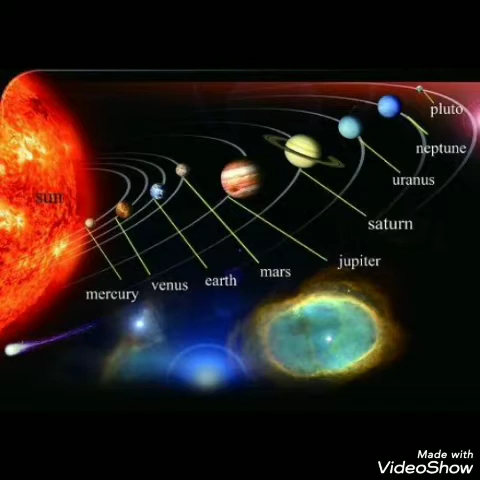 pluto
neptune
uranus
sun
saturn
jupiter
mars
earth
venus
mercury
Made with
VideoShow